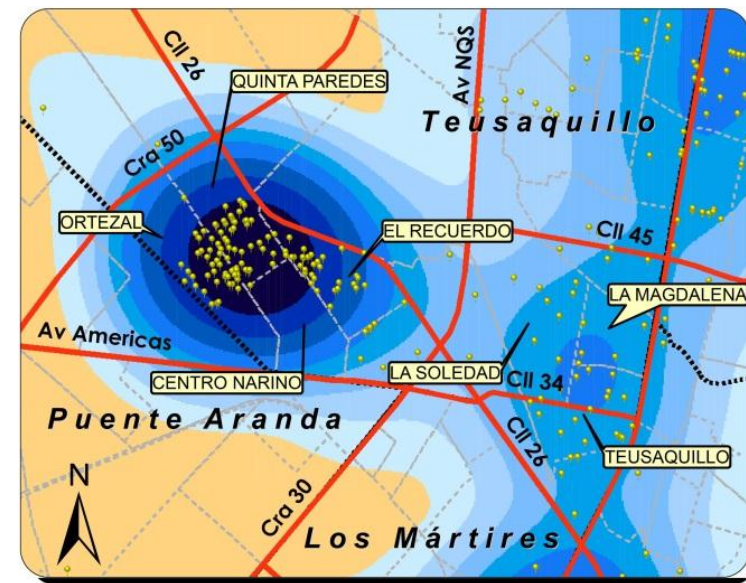 Cll 26
Av NQS
QUINTA PAREDES
Teusaquillo
Cra 50
ORTEZAL
EL RECUERDO
Cll 45
LA MAGDALENA
Av Americas
LA SOLEDAD
Cll 34
CENTRO NARINO
Puente Aranda
Cll 26
TEUSAQUILLO
N
Cra 30
Los Mártires